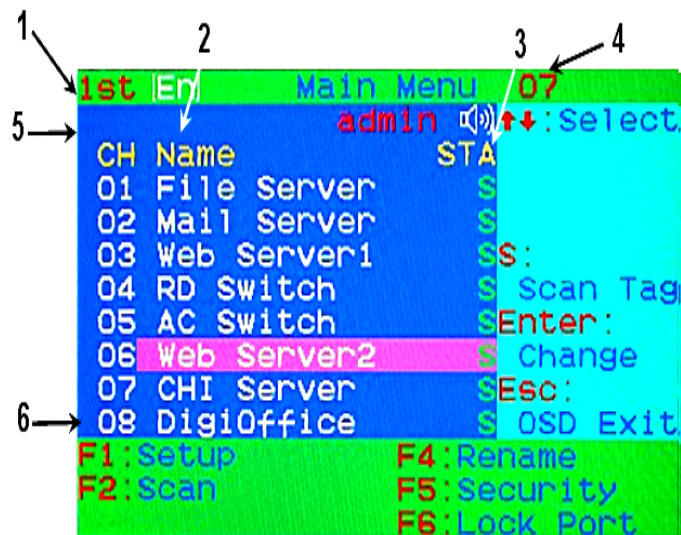 1 2 3 4
1st En Main Menu 07
5 admin ↑↓:Select
CH Name STA
01 File Server S
02 Mail Server S
03 Web Server1 S S:
04 RD Switch S Scan Tag
05 AC Switch S Enter:
06 Web Server2 S Change
07 CHI Server S Esc:
6 08 DigiOffice S OSD Exit
F1:Setup F4:Rename
F2:Scan F5:Security
F6:Lock Port